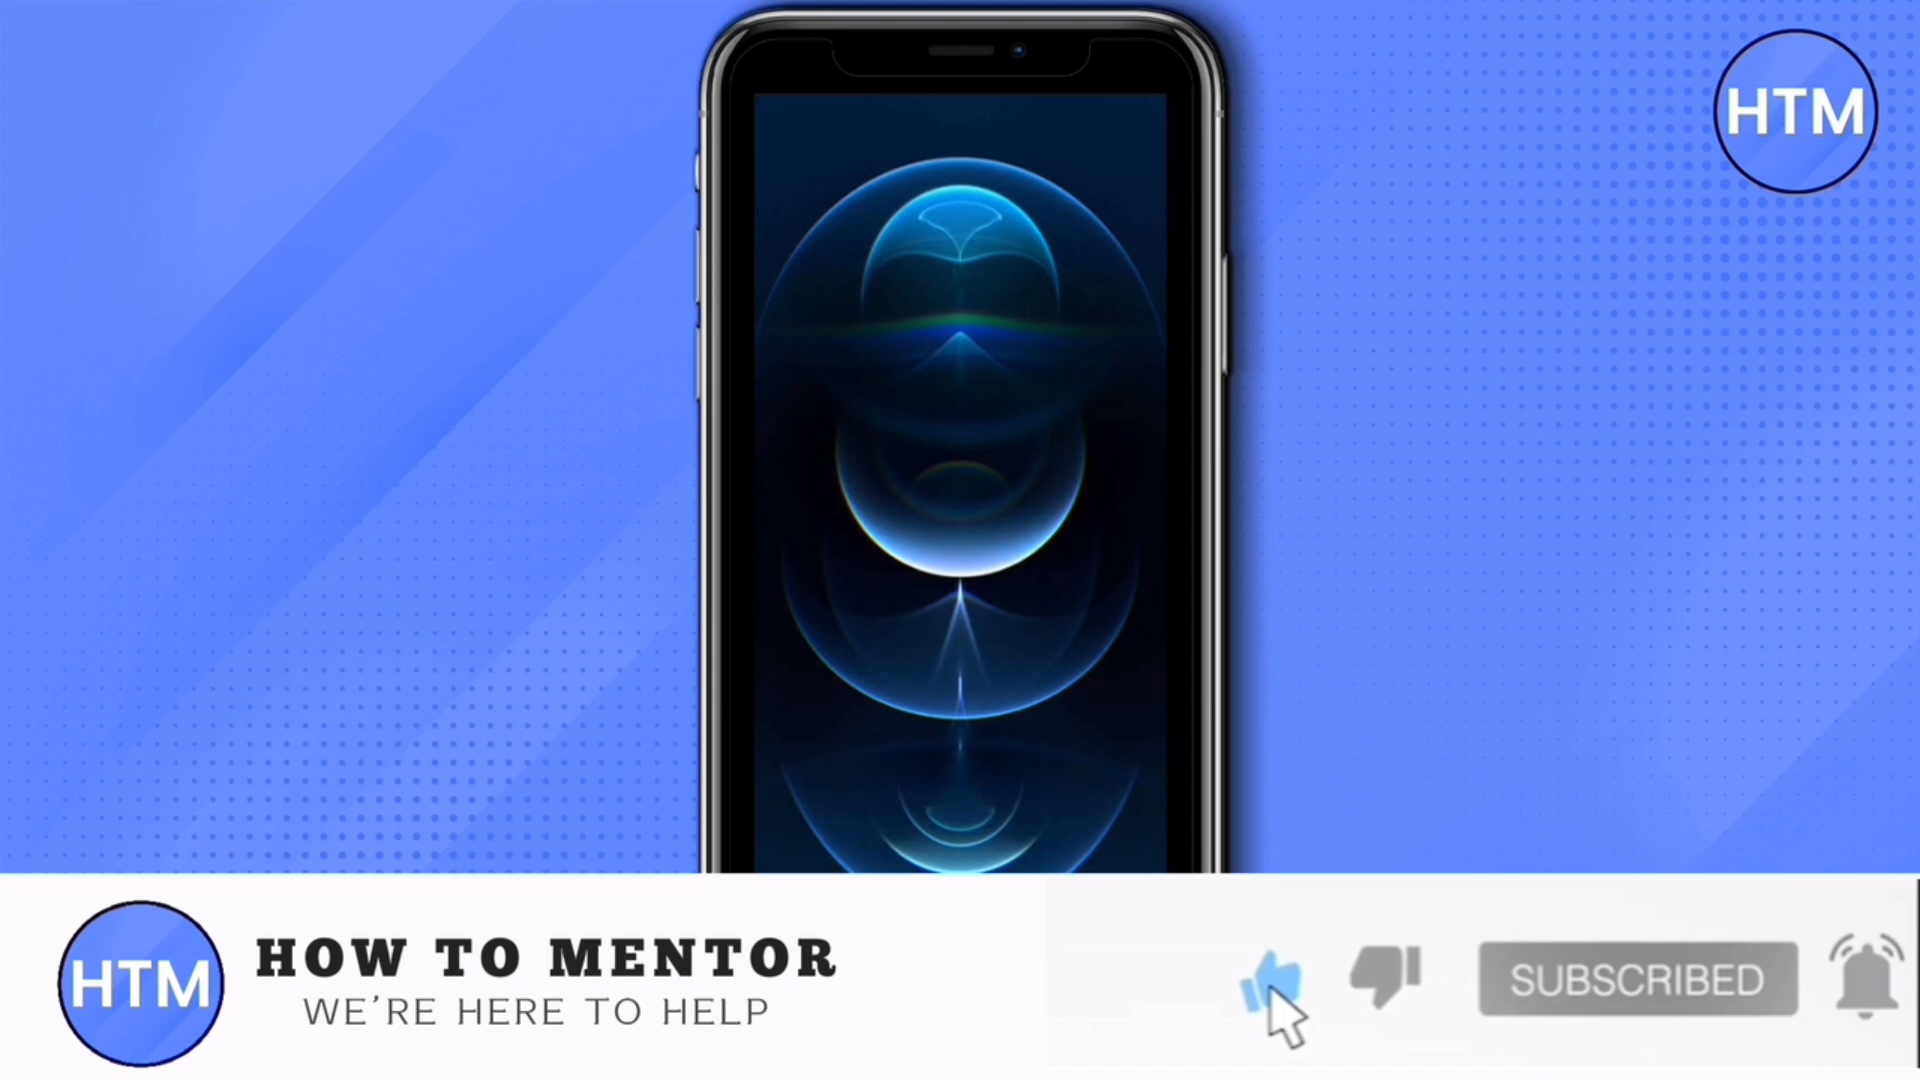 HTM
HTM
HOW TO MENTOR
WE'RE HERE TO HELP
SUBSCRIBED